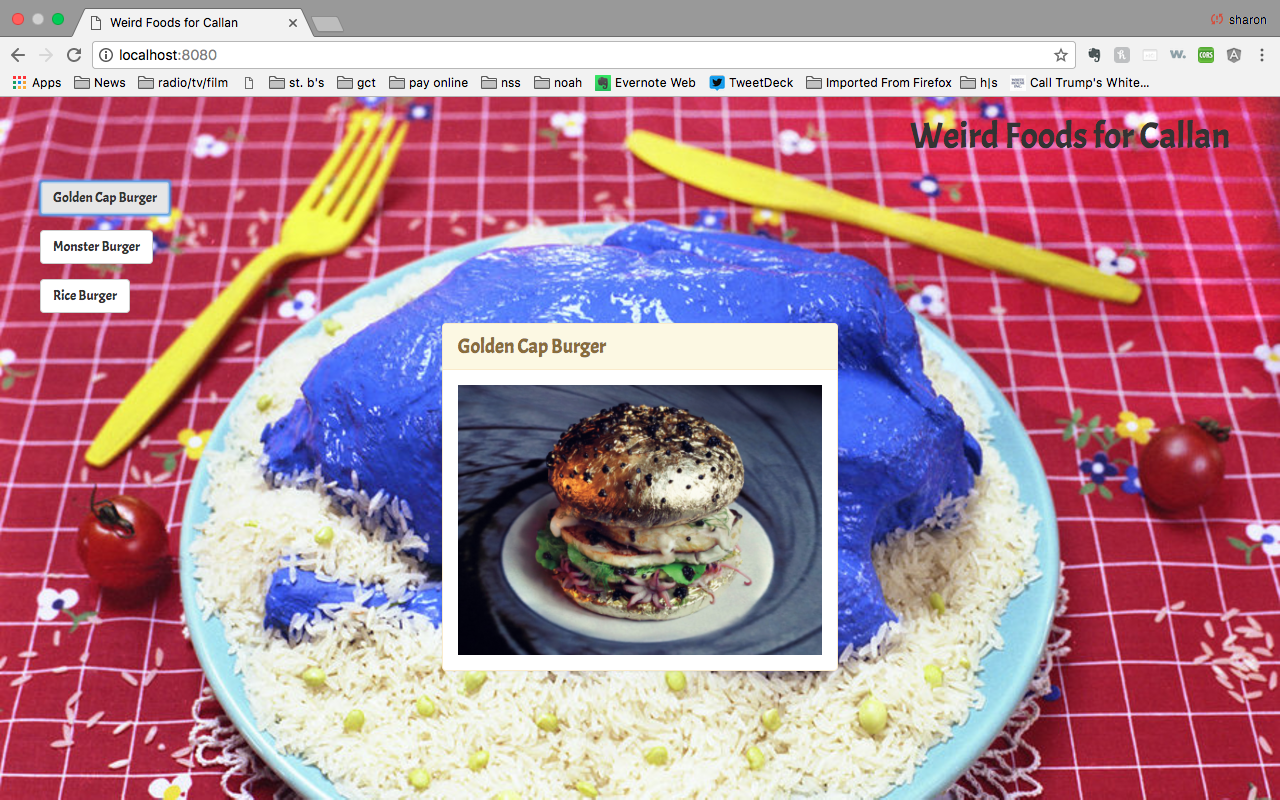 Weird Foods for Callan
sharon
localhost:8080
CORS
w.
Apps News radio/tv/film st. b's gct pay online nss noah Evernote Web TweetDeck Imported From Firefox h|s Call Trump's White...
Weird Foods for Callan
Golden Cap Burger
Monster Burger
Rice Burger
Golden Cap Burger